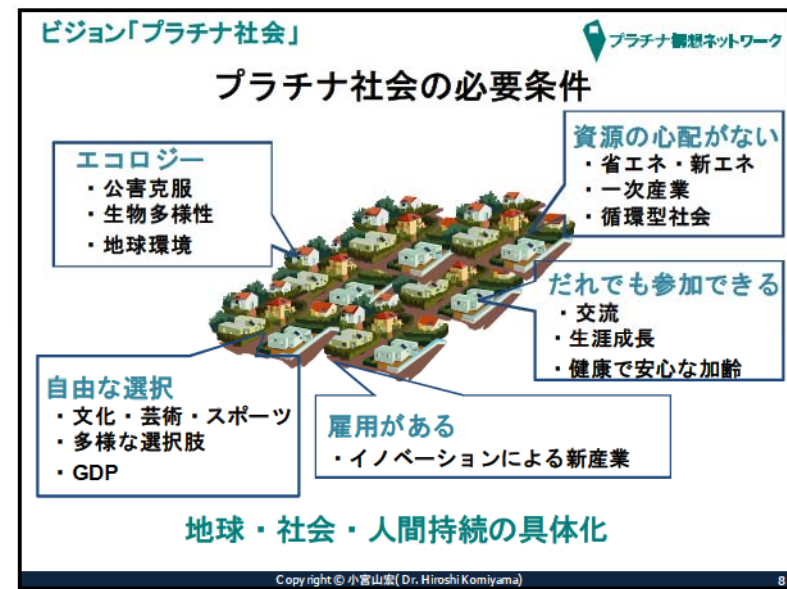 ビジョン「プラチナ社会」
プラチナ構想ネットワーク
プラチナ社会の必要条件
エコロジー
・公害克服
・生物多様性
・地球環境
資源の心配がない
・省エネ・新エネ
・一次産業
・循環型社会
だれでも参加できる
・交流
・生涯成長
・健康で安心な加齢
自由な選択
・文化・芸術・スポーツ
・多様な選択肢
・GDP
雇用がある
・イノベーションによる新産業
地球・社会・人間持続の具体化
Copyright © 小宮山宏( Dr. Hiroshi Komiyama)
8